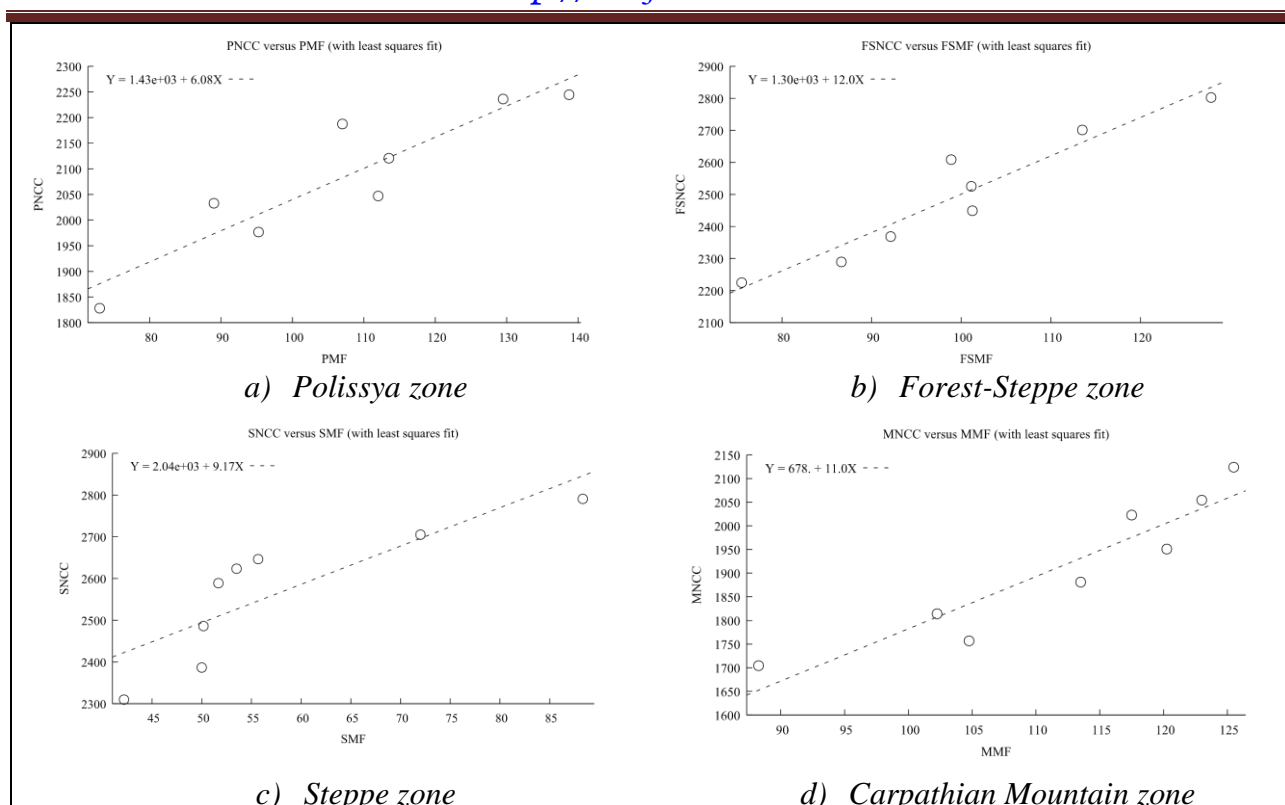 PNCC versus PMF (with least squares fit)
Y = 1.43e+03 + 6.08X
2300
2250
2200
2150
2100
2050
2000
1950
1900
1850
1800
PNCC
80 90 100 110 120 130 140
PMF
a) Polissya zone
FSNCC versus FSMF (with least squares fit)
Y = 1.30e+03 + 12.0X
2900
2800
2700
2600
2500
2400
2300
2200
2100
FSNCC
80 90 100 110 120
FSMF
b) Forest-Steppe zone
SNCC versus SMF (with least squares fit)
Y = 2.04e+03 + 9.17X
2900
2800
2700
2600
2500
2400
2300
SNCC
45 50 55 60 65 70 75 80 85
SMF
c) Steppe zone
MNCC versus MMF (with least squares fit)
Y = 678. + 11.0X
2150
2100
2050
2000
1950
1900
1850
1800
1750
1700
1650
1600
MNCC
90 95 100 105 110 115 120 125
MMF
d) Carpathian Mountain zone